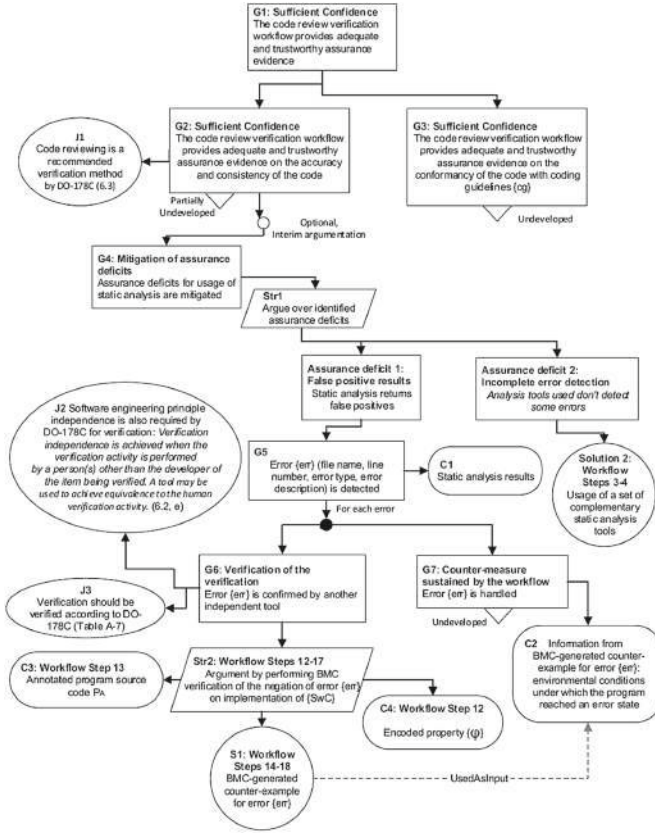 G1: Sufficient Confidence
The code review verification
workflow provides adequate
and trustworthy assurance
evidence
J1
Code reviewing is a
recommended
verification method
by DO-178C (6.3)
G2: Sufficient Confidence
The code review verification workflow
provides adequate and trustworthy
assurance evidence on the accuracy
and consistency of the code
G3: Sufficient Confidence
The code review verification workflow
provides adequate and trustworthy
assurance evidence on the
conformancy of the code with coding
guidelines {cg}
Partially
Undeveloped
Undeveloped
Optional,
Interim argumentation
G4: Mitigation of assurance
deficits
Assurance deficits for usage of
static analysis are mitigated
Str1
Argue over identified
assurance deficits
Assurance deficit 1:
False positive results
Static analysis returns
false positives
Assurance deficit 2:
Incomplete error detection
Analysis tools used don't detect
some errors
J2 Software engineering principle
independence is also required by
DO-178C for verification: Verification
independence is achieved when the
verification activity is performed
by a person(s) other than the developer of
the item being verified. A tool may
be used to achieve equivalence to the human
verification activity. (6.2, e)
G5
Error {err} (file name, line
number, error type, error
description) is detected
C1
Static analysis results
Solution 2:
Workflow
Steps 3-4
Usage of a set of
complementary
static analysis
tools
For each error
G6: Verification of the
verification
Error {err} is confirmed by another
independent tool
G7: Counter-measure
sustained by the workflow
Error {err} is handled
Undeveloped
J3
Verification should be
verified according to DO-
178C (Table A-7)
C2 Information from
BMC-generated counter-
example for error {err}:
environmental conditions
under which the program
reached an error state
C3: Workflow Step 13
Annotated program source
code PA
Str2: Workflow Steps 12-17
Argument by performing BMC
verification of the negation of error {err}
on implementation of {SwC}
C4: Workflow Step 12
Encoded property (φ)
S1: Workflow
Steps 14-18
BMC-generated
counter-example
for error {err}
UsedAsInput